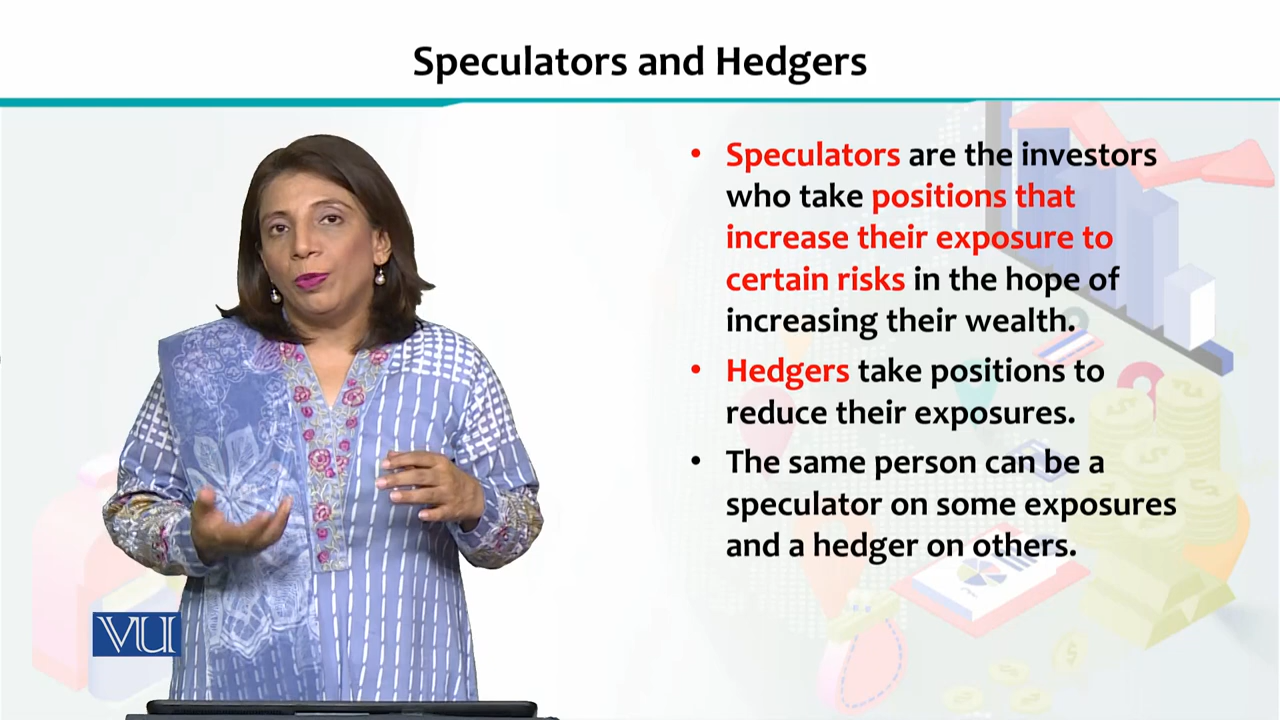 Speculators and Hedgers
• Speculators are the investors
who take positions that
increase their exposure to
certain risks in the hope of
increasing their wealth.
• Hedgers take positions to
reduce their exposures.
• The same person can be a
speculator on some exposures
and a hedger on others.
VU